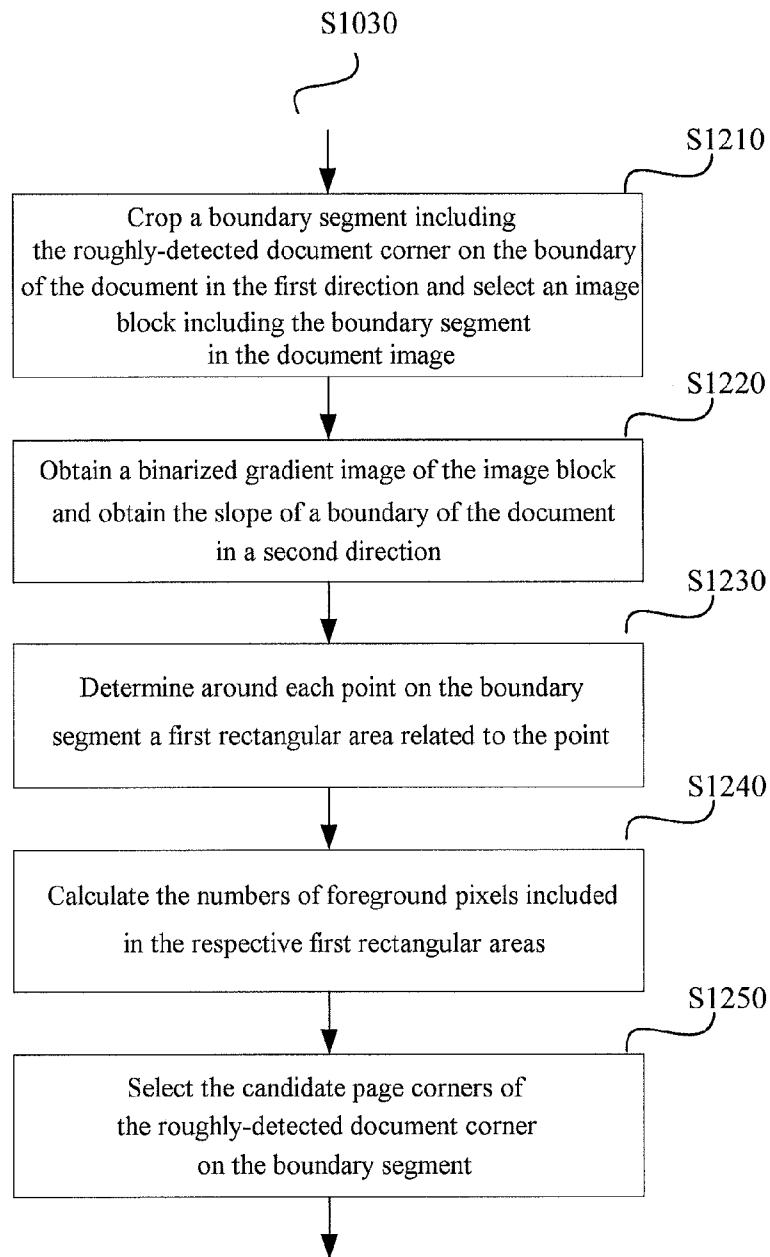 S1030
S1210
Crop a boundary segment including
the roughly-detected document corner on the boundary
of the document in the first direction and select an image
block including the boundary segment
in the document image.
S1220
Obtain a binarized gradient image of the image block
and obtain the slope of a boundary of the document
in a second direction
S1230
Determine around each point on the boundary
segment a first rectangular area related to the point
S1240
Calculate the numbers of foreground pixels included
in the respective first rectangular areas
S1250
Select the candidate page corners of
the roughly-detected document corner
on the boundary segment